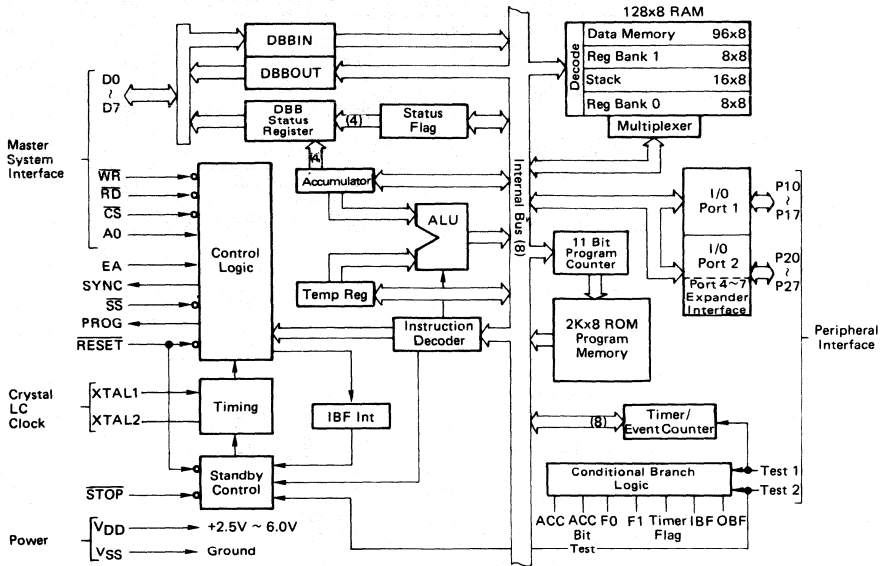 128x8 RAM
Decode
Data Memory 96x8
Reg Bank 1 8x8
Stack 16x8
Reg Bank 0 8x8
Multiplexer
DBBIN
DBBOUT
DBB
Status
Register
(4)
Status
Flag
(4)
Accumulator
ALU
Temp Reg
Instruction
Decoder
Internal Bus (8)
Master
System
Interface
D0
~
D7
WR
RD
CS
A0
EA
SYNC
SS
PROG
RESET
Control
Logic
Crystal
LC
Clock
XTAL1
XTAL2
Timing
IBF Int
STOP
Standby
Control
Power
VDD +2.5V ~ 6.0V
VSS Ground
I/O
Port 1
P10
~
P17
I/O
Port 2
Port 4~7
Expander
Interface
P20
~
P27
11 Bit
Program
Counter
2Kx8 ROM
Program
Memory
Peripheral
Interface
(8)
Timer/
Event Counter
Conditional Branch
Logic
Test 1
Test 2
ACC ACC Bit F0 F1 Timer Flag IBF OBF
Test